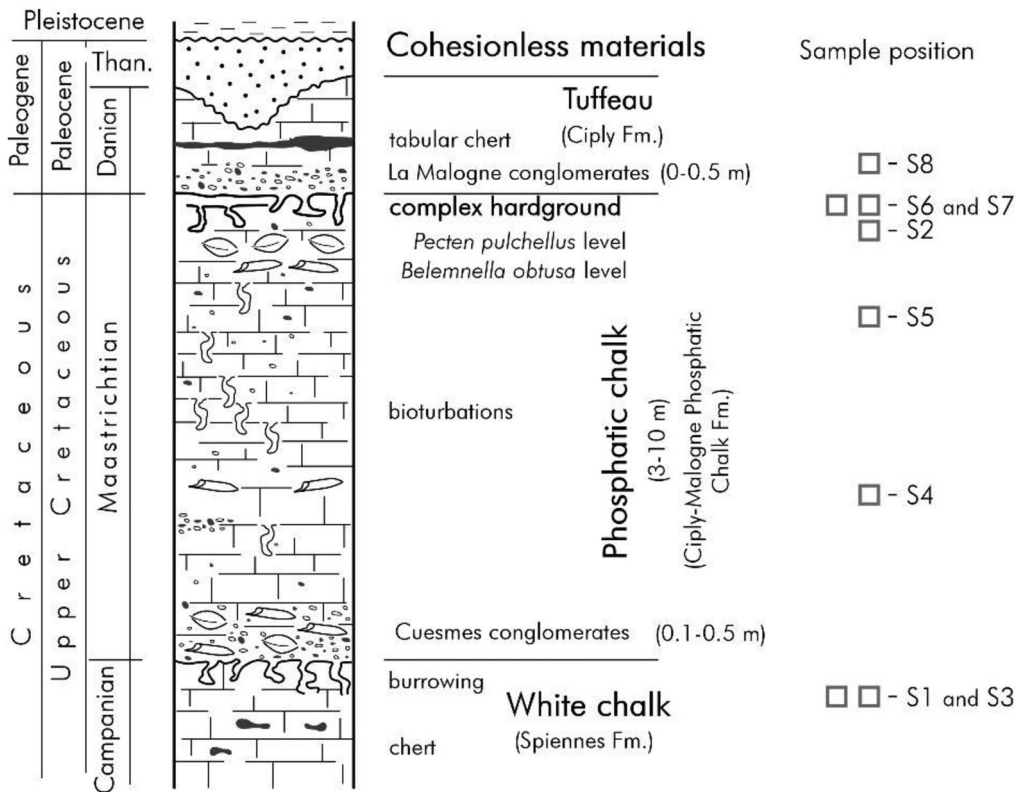 Pleistocene
Paleogene
Paleocene
Than.
Danian
Cretaceous
Upper Cretaceous
Maastrichtian
Campanian
Cohesionless materials
Tuffeau
(Ciply Fm.)
tabular chert
La Malogne conglomerates (0-0.5 m)
complex hardground
Pecten pulchellus level
Belemnella obtusa level
bioturbations
Phosphatic chalk
(3-10 m)
(Ciply-Malogne Phosphatic
Chalk Fm.)
Cuesmes conglomerates (0.1-0.5 m)
burrowing
White chalk
(Spiennes Fm.)
chert
Sample position
- S8
- S6 and S7
- S2
- S5
- S4
- S1 and S3